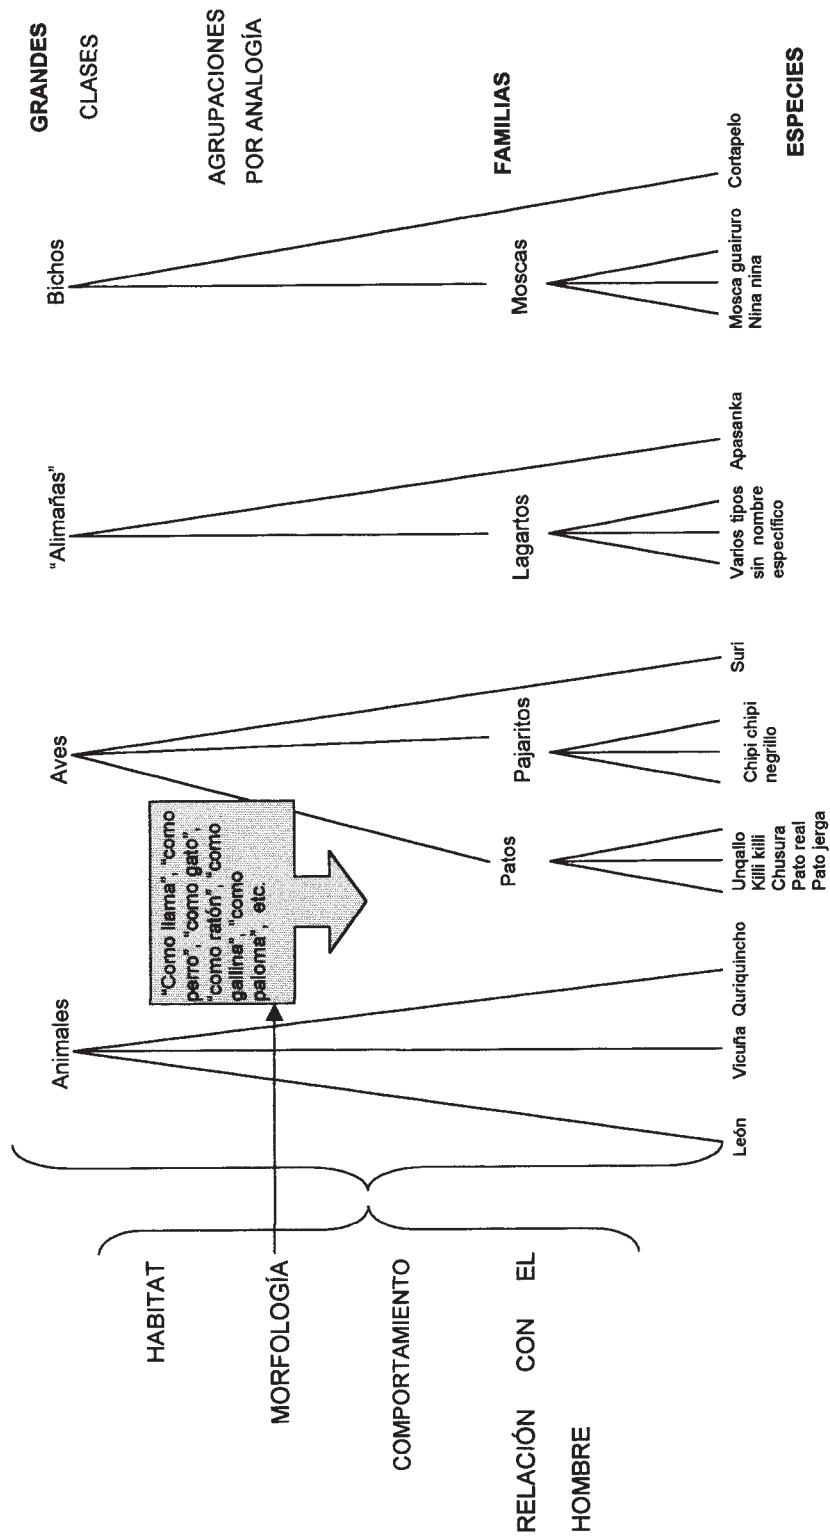 GRANDES
CLASES
AGRUPACIONES
POR ANALOGÍA
FAMILIAS
ESPECIES
HABITAT
MORFOLOGÍA
COMPORTAMIENTO
RELACIÓN CON EL
HOMBRE
Animales
Aves
“Alimañas”
Bichos
“Como llama”, “como
perro”, “como gato”,
“como ratón”, “como
gallina”, “como
paloma”, etc.
Patos
Pajaritos
Lagartos
Moscas
León
Vicuña
Quriquincho
Unqallo
Killi killi
Chusura
Pato real
Pato jerga
Chipi chipi
negrillo
Suri
Varios tipos
sin nombre
específico
Apasanka
Mosca guairuro
Nina nina
Cortapelo